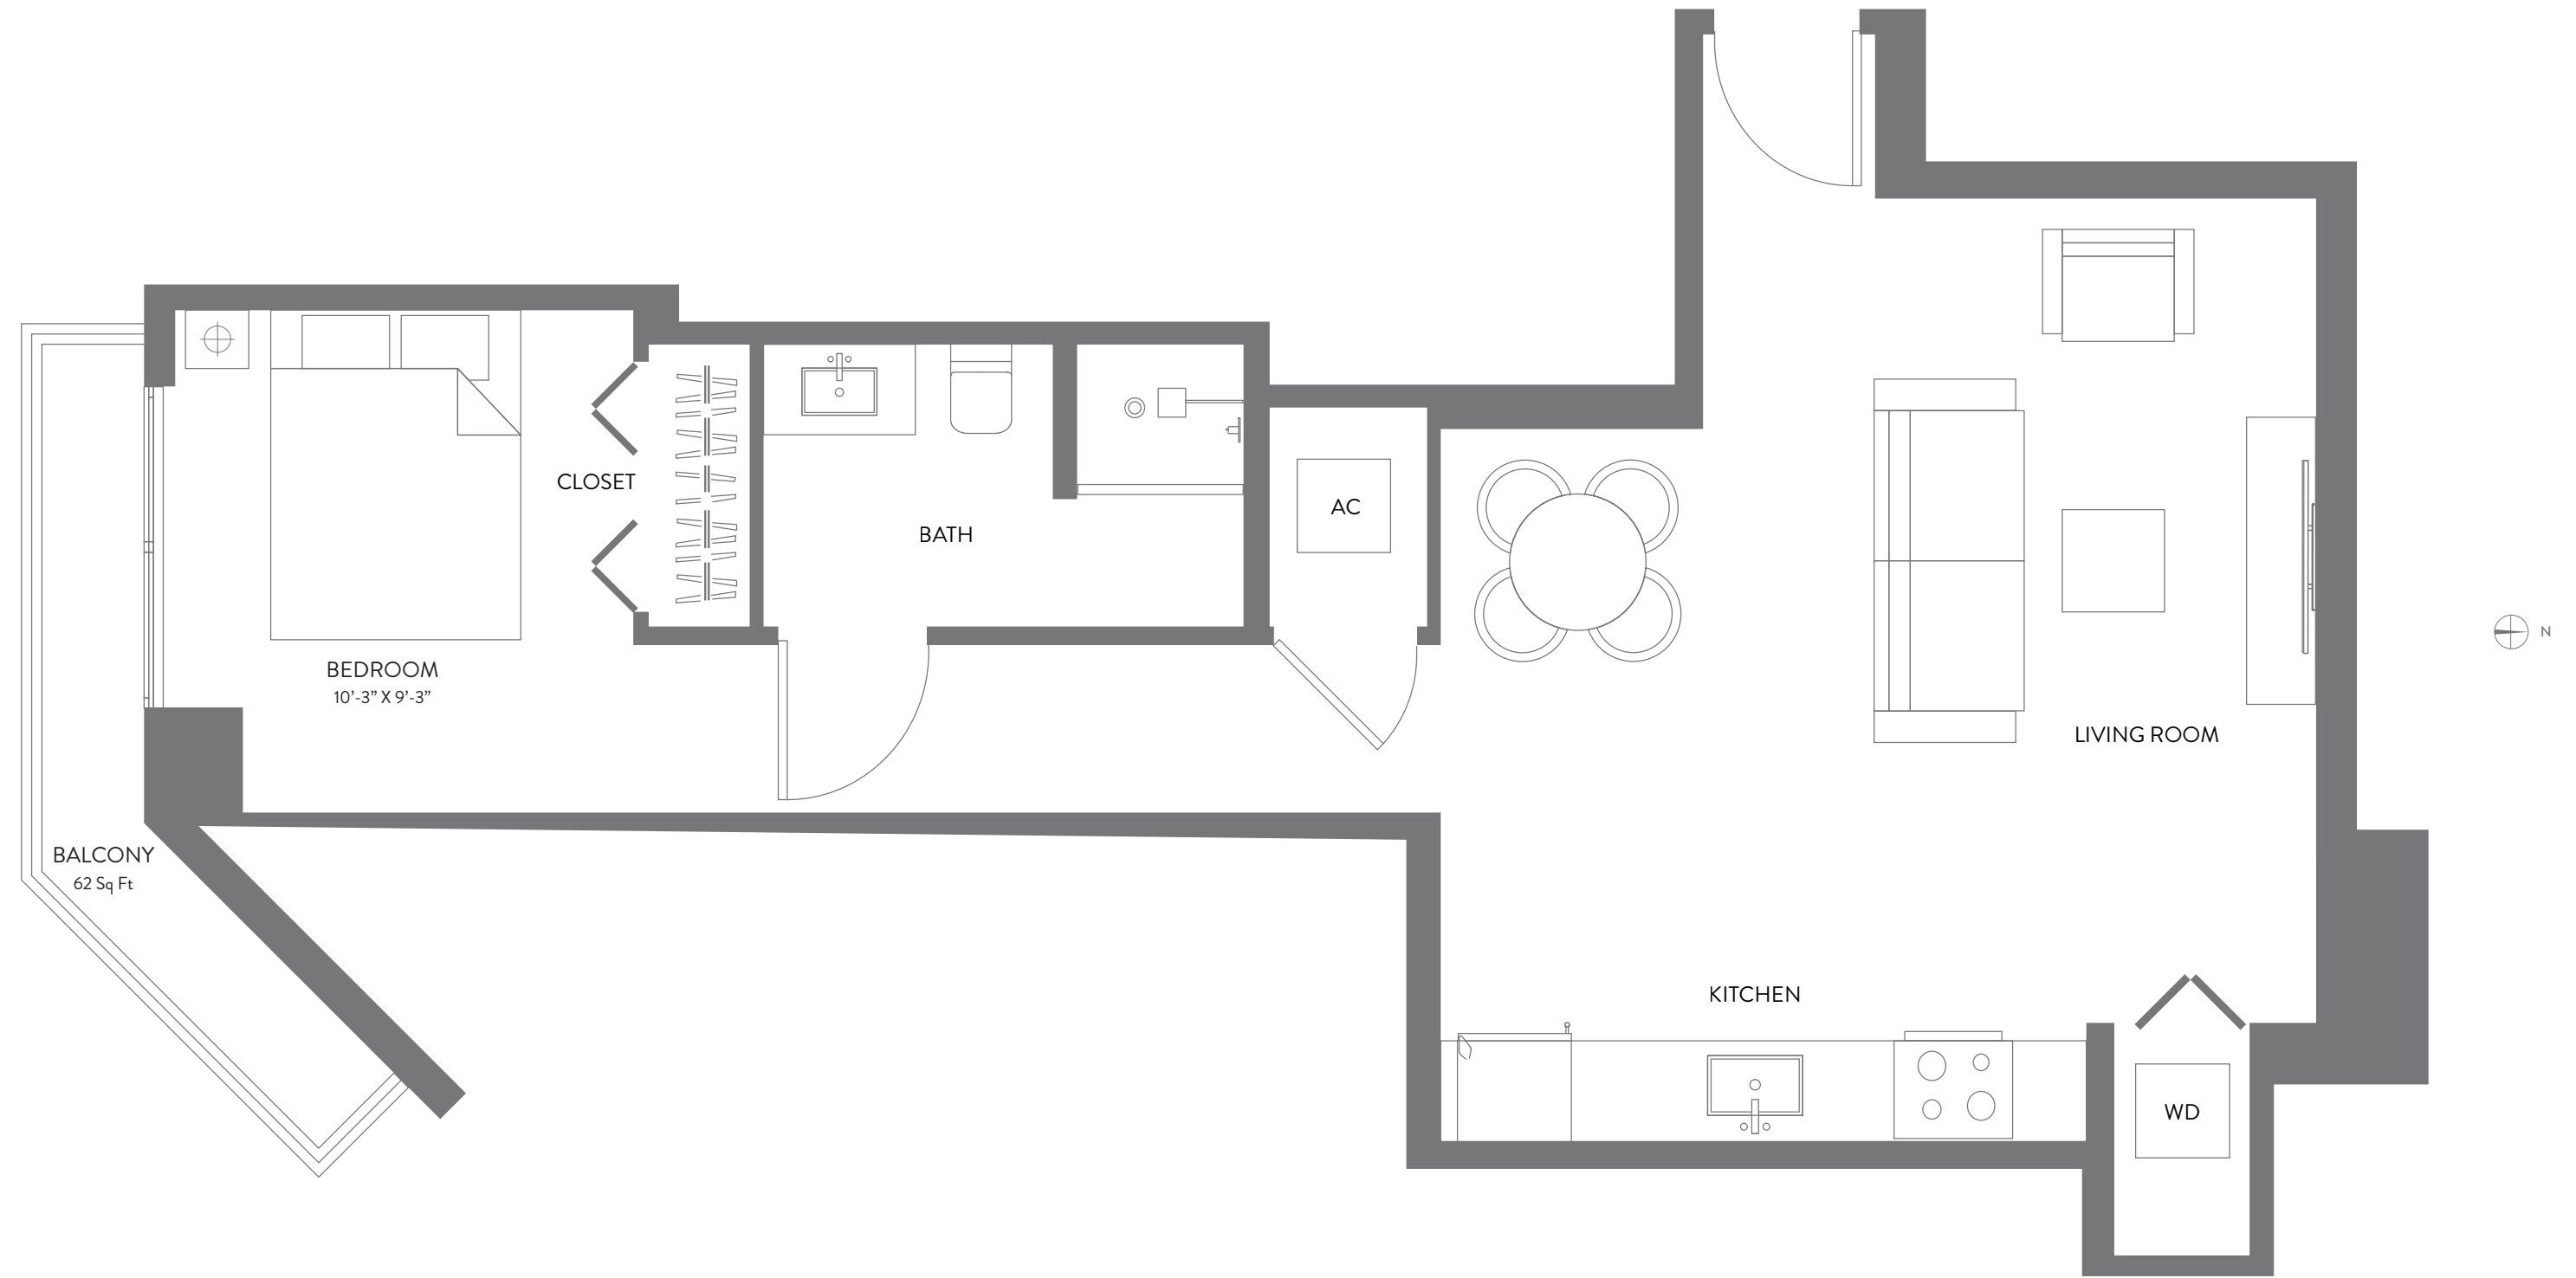 CLOSET
BATH
AC
BEDROOM
10’-3” X 9’-3”
N
LIVING ROOM
BALCONY
62 Sq Ft
KITCHEN
WD